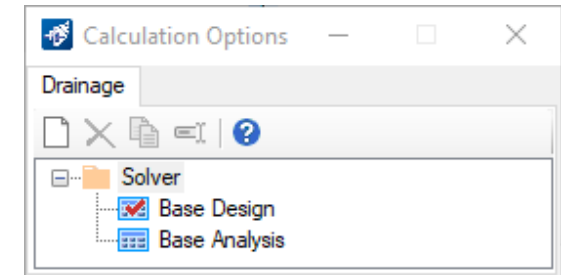 Calculation Options
Drainage
Solver
Base Design
Base Analysis